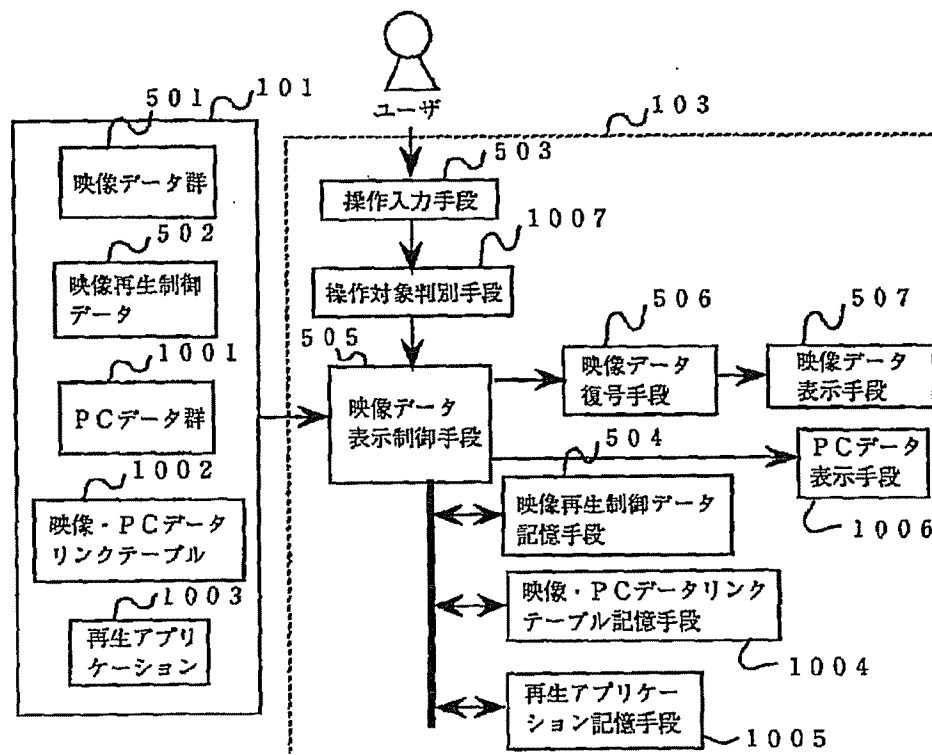 ユーザ
101
501
映像データ群
502
映像再生制御
データ
1001
PCデータ群
1002
映像・PCデータ
リンクテーブル
1003
再生アプリ
ケーション
103
503
操作入力手段
1007
操作対象判別手段
505
映像データ
表示制御手段
506
映像データ
復号手段
507
映像データ
表示手段
504
映像再生制御データ
記憶手段
PCデータ
表示手段
1006
映像・PCデータリンク
テーブル記憶手段
1004
再生アプリケー
ション記憶手段
1005